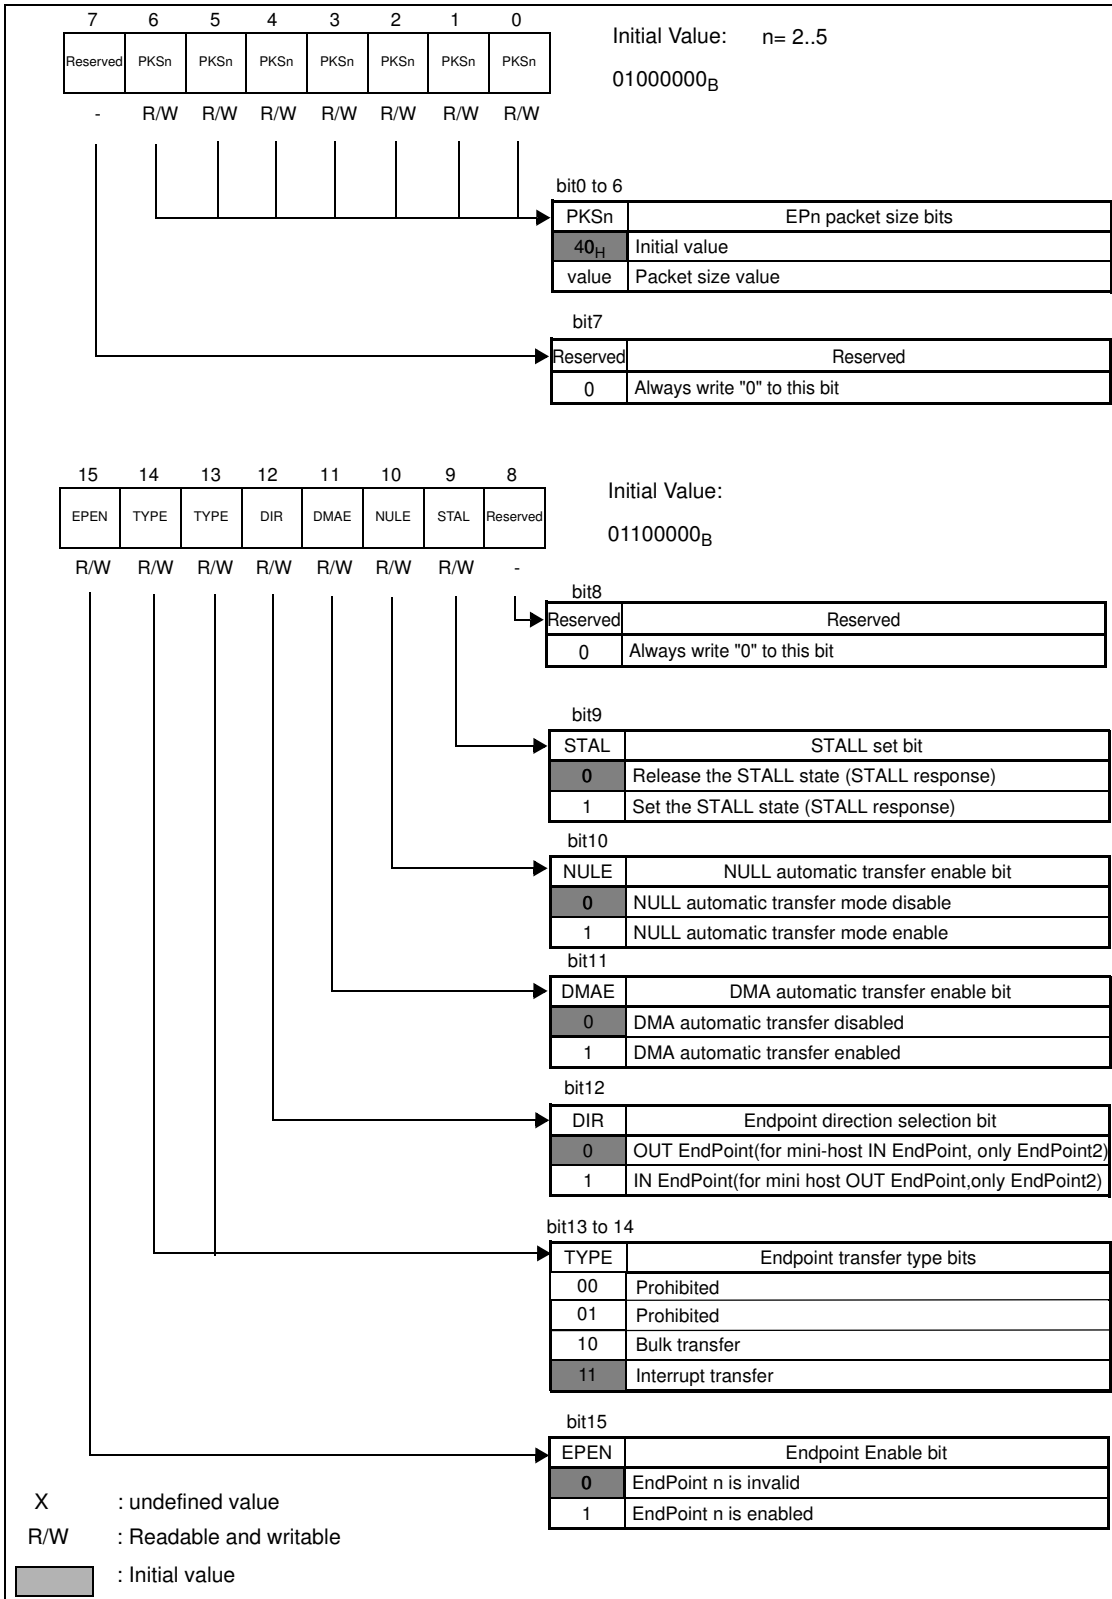 7 6 5 4 3 2 1 0
Initial Value: n= 2..5
Reserved PKSn PKSn PKSn PKSn PKSn PKSn PKSn
01000000B
- R/W R/W R/W R/W R/W R/W R/W
bit0 to 6
PKSn EPn packet size bits
40H Initial value
value Packet size value
bit7
Reserved Reserved
0 Always write "0" to this bit
15 14 13 12 11 10 9 8
Initial Value:
EPEN TYPE TYPE DIR DMAE NULE STAL Reserved
01100000B
R/W R/W R/W R/W R/W R/W R/W -
bit8
Reserved Reserved
0 Always write "0" to this bit
bit9
STAL STALL set bit
0 Release the STALL state (STALL response)
1 Set the STALL state (STALL response)
bit10
NULE NULL automatic transfer enable bit
0 NULL automatic transfer mode disable
1 NULL automatic transfer mode enable
bit11
DMAE DMA automatic transfer enable bit
0 DMA automatic transfer disabled
1 DMA automatic transfer enabled
bit12
DIR Endpoint direction selection bit
0 OUT EndPoint(for mini-host IN EndPoint, only EndPoint2)
1 IN EndPoint(for mini host OUT EndPoint,only EndPoint2)
bit13 to 14
TYPE Endpoint transfer type bits
00 Prohibited
01 Prohibited
10 Bulk transfer
11 Interrupt transfer
bit15
EPEN Endpoint Enable bit
0 EndPoint n is invalid
1 EndPoint n is enabled
X : undefined value
R/W : Readable and writable
: Initial value